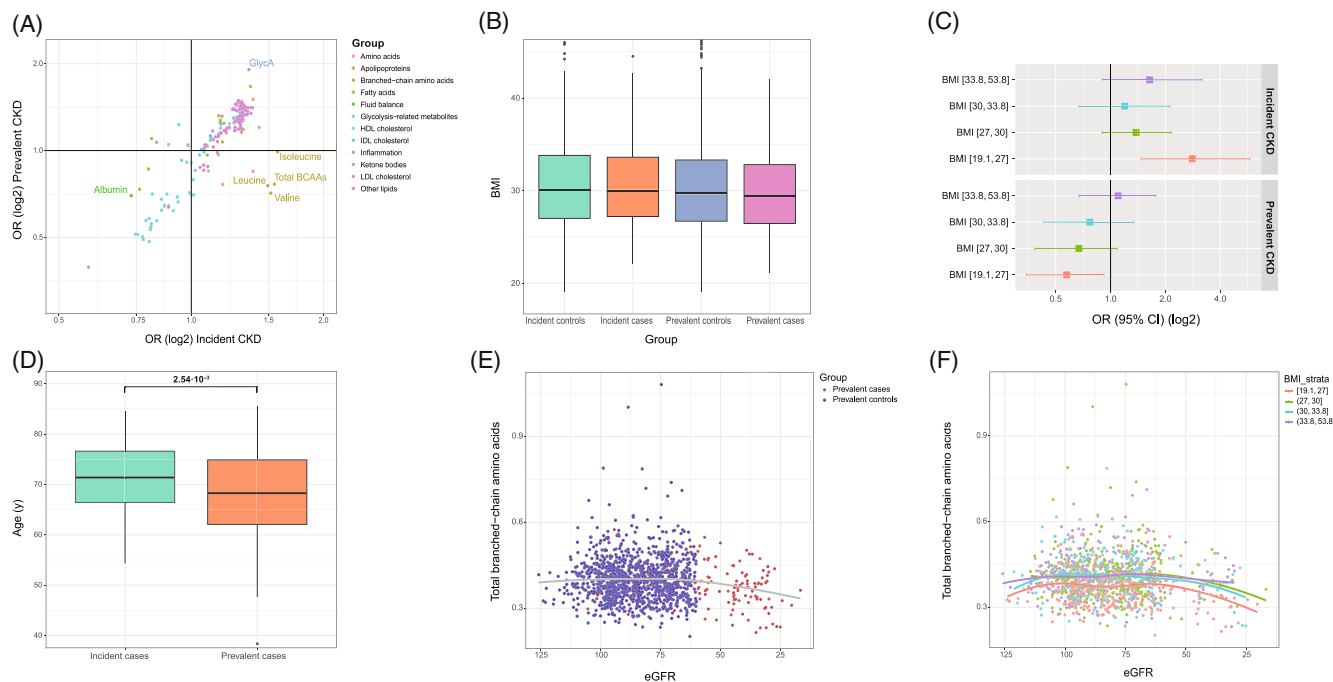 (A)
OR (log2) Prevalent CKD
2.0
1.0
0.5
GlycA
Isoleucine
Leucine
Total BCAAs
Valine
Albumin
0.5
0.75
1.0
1.5
2.0
OR (log2) Incident CKD
Group
Amino acids
Apolipoproteins
Branched-chain amino acids
Fatty acids
Fluid balance
Glycolysis-related metabolites
HDL cholesterol
IDL cholesterol
Inflammation
Ketone bodies
LDL cholesterol
Other lipids
(B)
BMI
40
30
20
Incident controls
Incident cases
Prevalent controls
Prevalent cases
Group
(C)
BMI [33.8, 53.8]
BMI [30, 33.8]
BMI [27, 30]
BMI [19.1, 27]
Incident CKD
BMI [33.8, 53.8]
BMI [30, 33.8]
BMI [27, 30]
BMI [19.1, 27]
Prevalent CKD
0.5
1.0
2.0
4.0
OR (95% CI) (log2)
(D)
Age (y)
90
80
70
60
50
40
2.54·10⁻³
Incident cases
Prevalent cases
(E)
Total branched−chain amino acids
0.9
0.6
0.3
125
100
75
50
25
eGFR
Group
Prevalent cases
Prevalent controls
(F)
Total branched−chain amino acids
0.9
0.6
0.3
125
100
75
50
25
eGFR
BMI_strata
[19.1, 27]
(27, 30]
(30, 33.8]
(33.8, 53.8